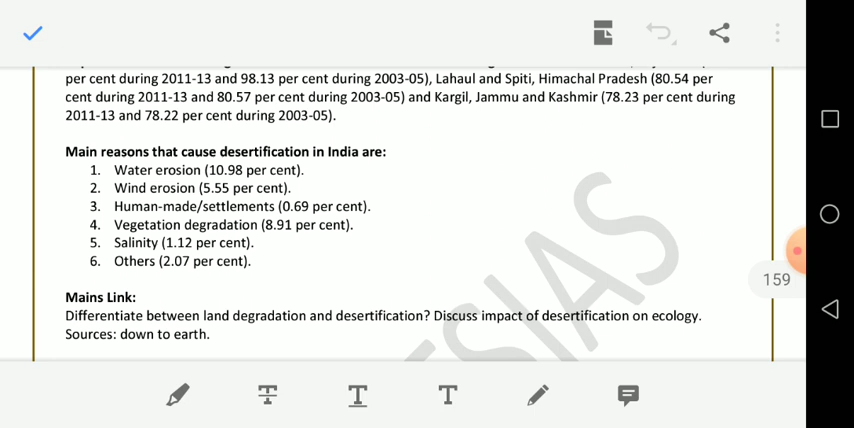 per cent during 2011-13 and 98.13 per cent during 2003-05), Lahaul and Spiti, Himachal Pradesh (80.54 per
cent during 2011-13 and 80.57 per cent during 2003-05) and Kargil, Jammu and Kashmir (78.23 per cent during
2011-13 and 78.22 per cent during 2003-05).
Main reasons that cause desertification in India are:
1. Water erosion (10.98 per cent).
2. Wind erosion (5.55 per cent).
3. Human-made/settlements (0.69 per cent).
4. Vegetation degradation (8.91 per cent).
5. Salinity (1.12 per cent).
6. Others (2.07 per cent).
159
Mains Link:
Differentiate between land degradation and desertification? Discuss impact of desertification on ecology.
Sources: down to earth.
SIAS
T T T